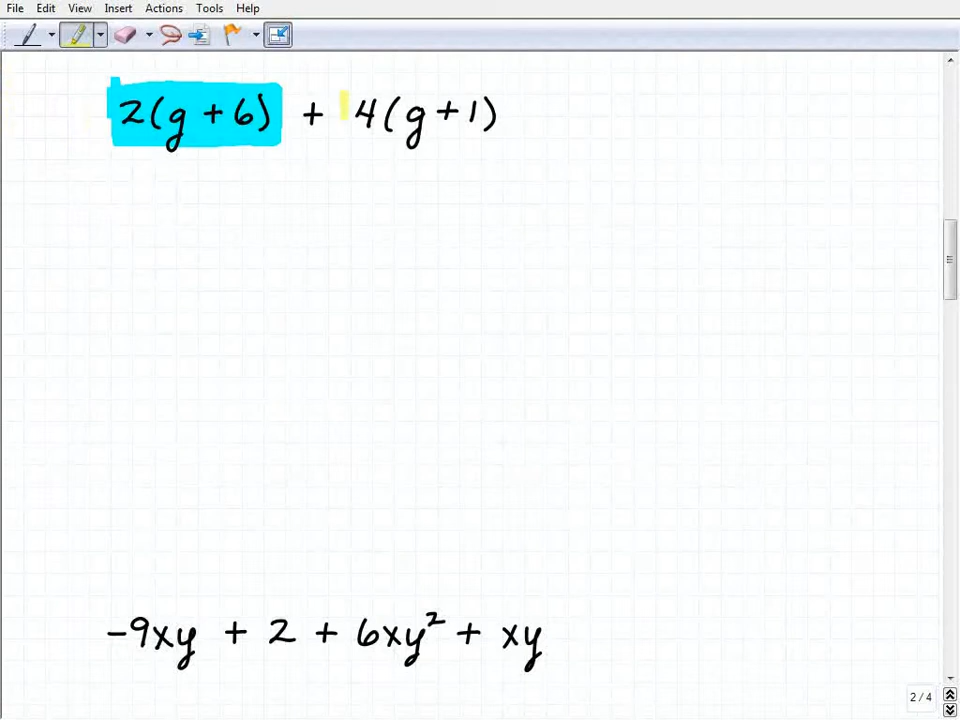 File Edit View Insert Actions Tools Help
2(g+6) + 4(g+1)
-9xy + 2 + 6xy² + xy
2/4